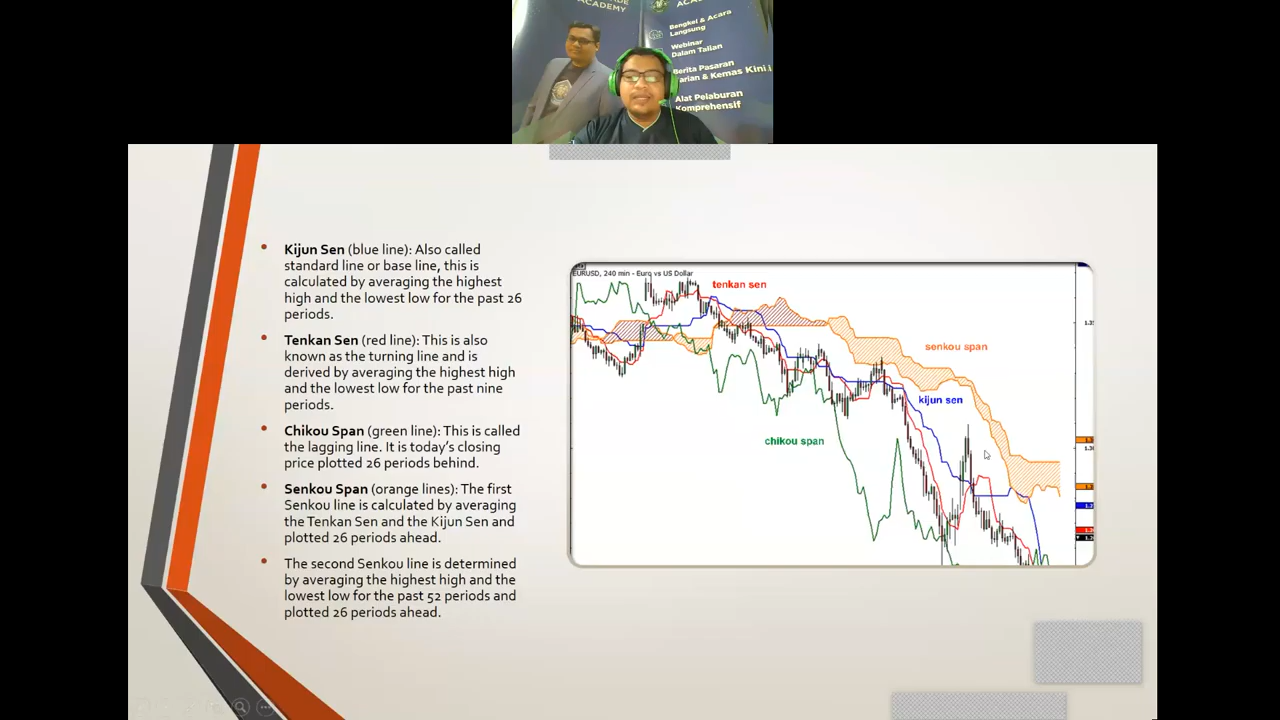 ACADEMY
Bengkel & Acara
Langsung
Webinar
Dalam Talian
Berita Pasaran
Harian & Kemas Kini
Alat Pelaburan
Komprehensif
Kijun Sen (blue line): Also called
standard line or base line, this is
calculated by averaging the highest
high and the lowest low for the past 26
periods.
Tenkan Sen (red line): This is also
known as the turning line and is
derived by averaging the highest high
and the lowest low for the past nine
periods.
Chikou Span (green line): This is called
the lagging line. It is today's closing
price plotted 26 periods behind.
Senkou Span (orange lines): The first
Senkou line is calculated by averaging
the Tenkan Sen and the Kijun Sen and
plotted 26 periods ahead.
The second Senkou line is determined
by averaging the highest high and the
lowest low for the past 52 periods and
plotted 26 periods ahead.
EURUSD, 240 min - Euro vs US Dollar
tenkan sen
senkou span
kijun sen
chikou span